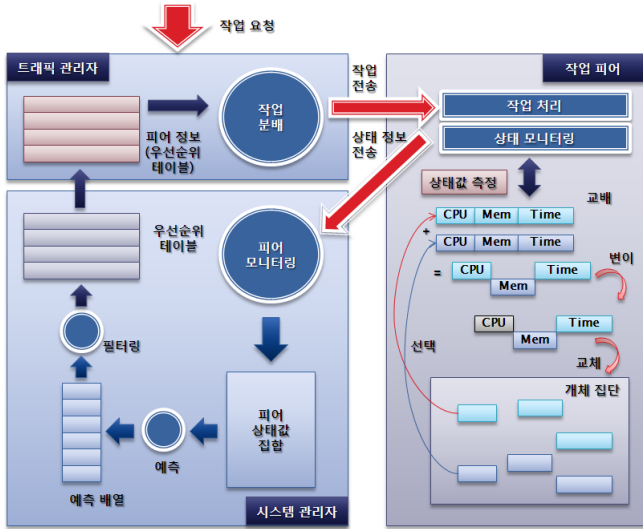 작업 요청
트래픽 관리자
작업
분배
피어 정보
(우선순위
테이블)
작업
전송
상태 정보
전송
작업 피어
작업 처리
상태 모니터링
상태값 측정
교배
CPU Mem Time
+
CPU Mem Time
=
CPU
Mem
Time
변이
CPU
Mem
Time
선택
교체
개체 집단
우선순위
테이블
피어
모니터링
필터링
피어
상태값
집합
예측
예측 배열
시스템 관리자